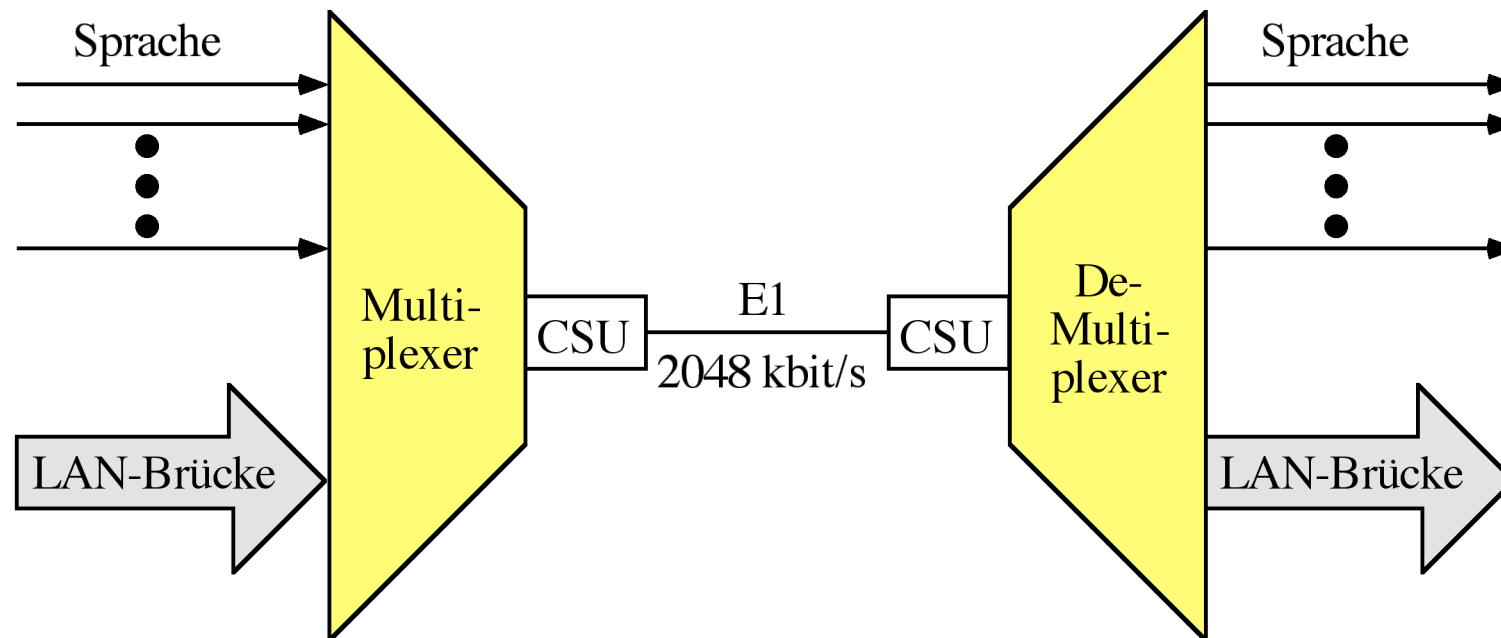 Sprache
Sprache
Multi-
plexer
CSU
E1
2048 kbit/s
CSU
De-
Multi-
plexer
LAN-Brücke
LAN-Brücke